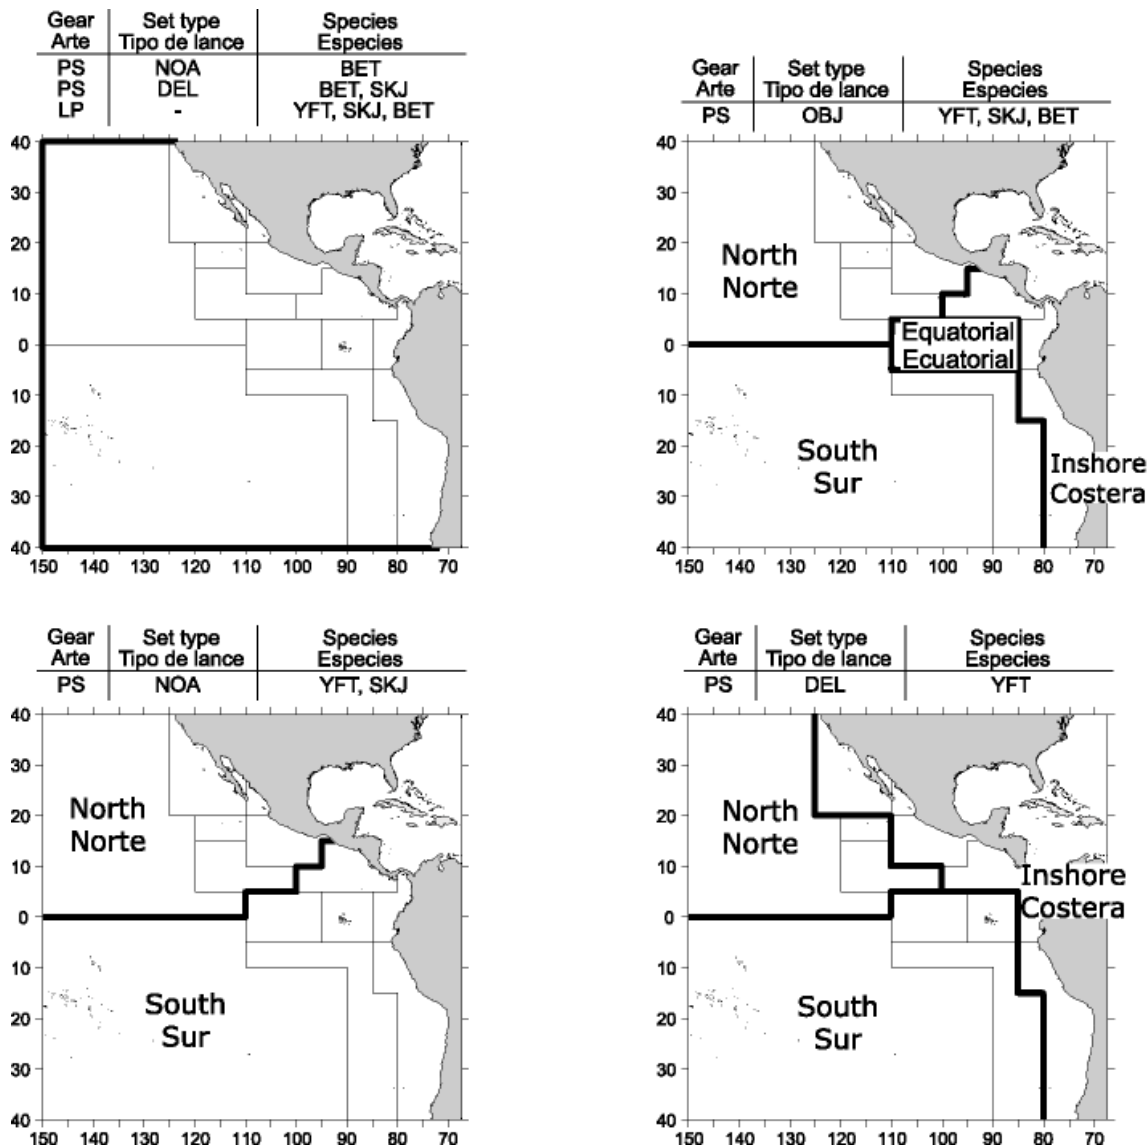 Gear Set type Species
Arte Tipo de lance Especies
PS NOA BET
PS DEL BET, SKJ
LP - YFT, SKJ, BET
40
30
20
10
0
10
20
30
40
150 140 130 120 110 100 90 80 70
Gear Set type Species
Arte Tipo de lance Especies
PS OBJ YFT, SKJ, BET
40
30
20
10
0
10
20
30
40
North
Norte
Equatorial
Ecuatorial
South
Sur
Inshore
Costera
150 140 130 120 110 100 90 80 70
Gear Set type Species
Arte Tipo de lance Especies
PS NOA YFT, SKJ
40
30
20
10
0
10
20
30
40
North
Norte
South
Sur
150 140 130 120 110 100 90 80 70
Gear Set type Species
Arte Tipo de lance Especies
PS DEL YFT
40
30
20
10
0
10
20
30
40
North
Norte
Inshore
Costera
South
Sur
150 140 130 120 110 100 90 80 70